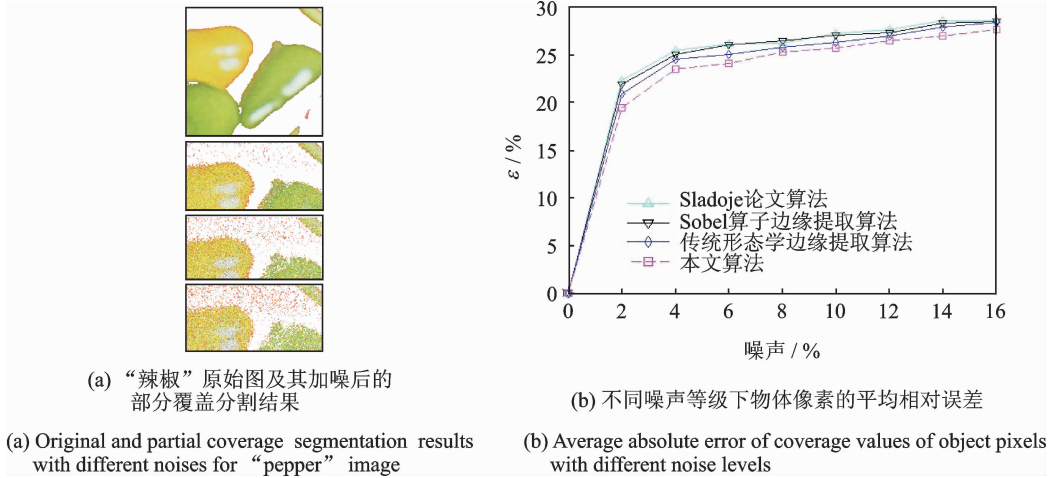 30
25
20
15
10
5
0
ε / %
Sladoje论文算法
Sobel算子边缘提取算法
传统形态学边缘提取算法
本文算法
0 2 4 6 8 10 12 14 16
噪声 / %
(a) “辣椒”原始图及其加噪后的
部分覆盖分割结果
(a) Original and partial coverage segmentation results
with different noises for “pepper” image
(b) 不同噪声等级下物体像素的平均相对误差
(b) Average absolute error of coverage values of object pixels
with different noise levels